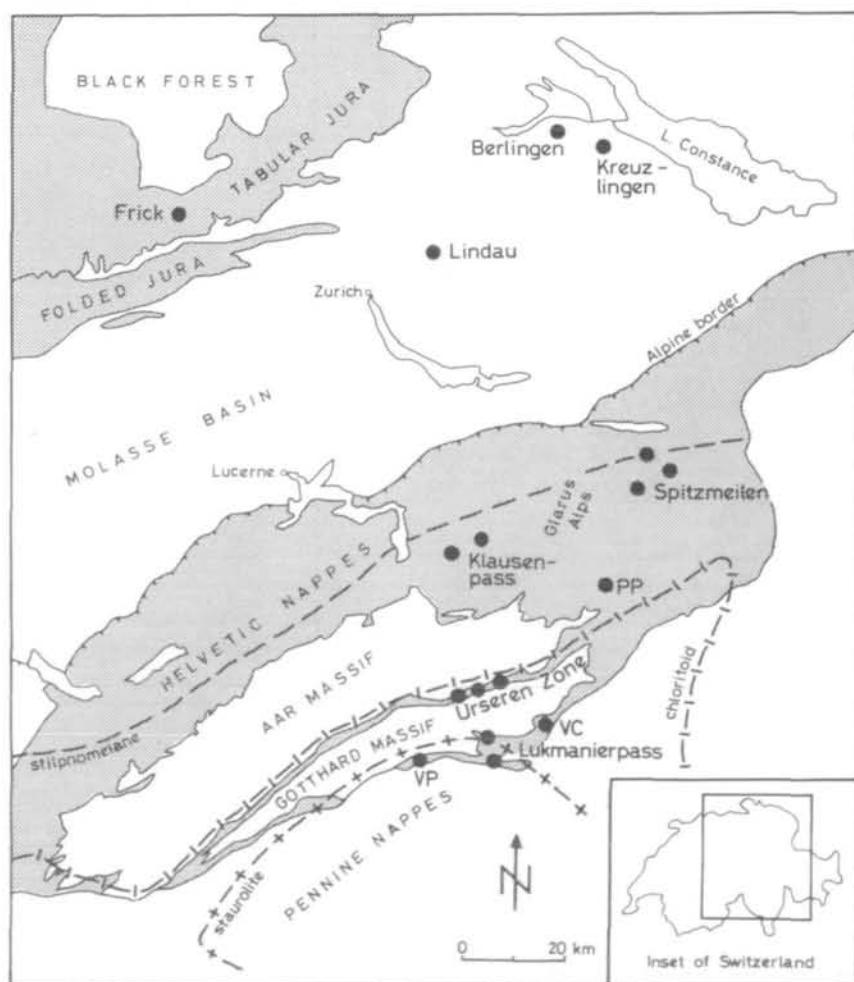 BLACK FOREST
TABULAR JURA
L. Constance
Berlingen
Kreuz-
lingen
Frick
FOLDED JURA
Lindau
Zurich
Alpine border
MOLASSE BASIN
Lucerne
Glarus
Alps
Spitzmeilen
Klausen-
pass
PP
HELVETIC NAPPES
chloritoid
AAR MASSIF
Urseren Zone
stilpnomelane
GOTTHARD MASSIF
VC
Lukmanierpass
VP
PENNINE NAPPES
staurolite
N
0 20 km
Inset of Switzerland